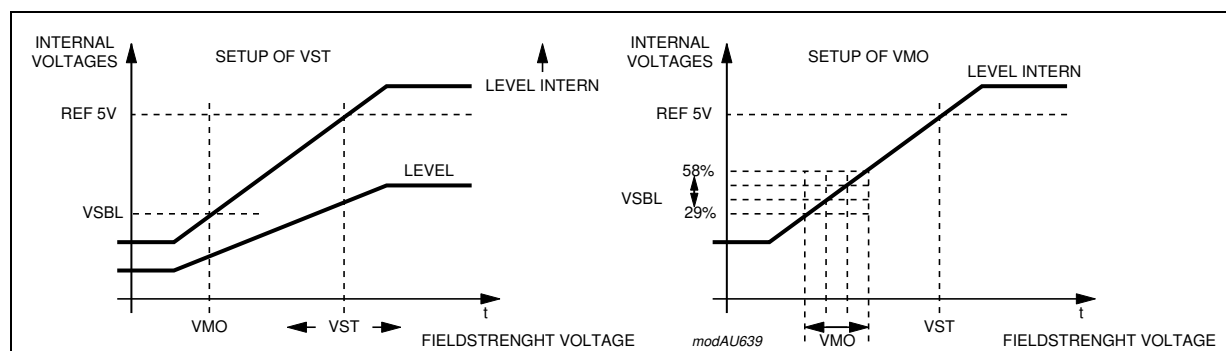 INTERNAL
VOLTAGES
SETUP OF VST
LEVEL INTERN
REF 5V
LEVEL
VSBL
t
VMO
VST
FIELDSTRENGHT VOLTAGE
INTERNAL
VOLTAGES
SETUP OF VMO
LEVEL INTERN
REF 5V
58%
VSBL
29%
t
modAU639
VMO
VST
FIELDSTRENGHT VOLTAGE